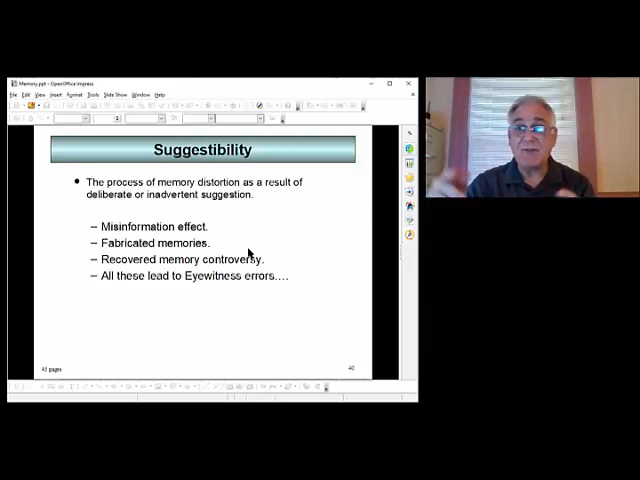 Memory.ppt - OpenOffice Impress
File Edit View Insert Format Tools Slide Show Window Help
Suggestibility
• The process of memory distortion as a result of
deliberate or inadvertent suggestion.
– Misinformation effect.
– Fabricated memories.
– Recovered memory controversy.
– All these lead to Eyewitness errors….
45 pages
40